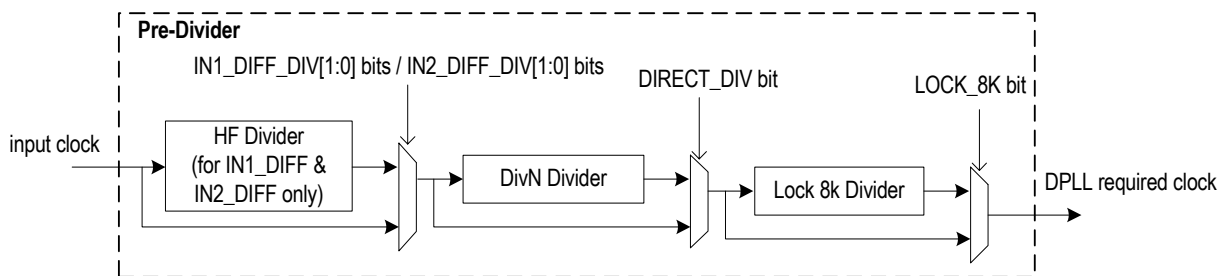 Pre-Divider
IN1_DIFF_DIV[1:0] bits / IN2_DIFF_DIV[1:0] bits
DIRECT_DIV bit
LOCK_8K bit
input clock
HF Divider
(for IN1_DIFF &
IN2_DIFF only)
DivN Divider
Lock 8k Divider
DPLL required clock